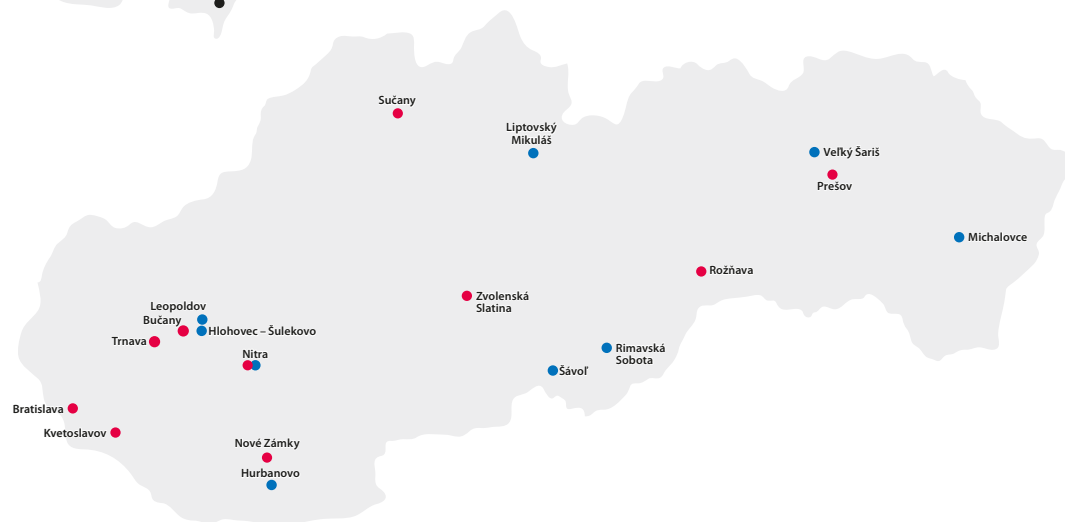 Sučany
Liptovský
Mikuláš
Veľký Šariš
Prešov
Michalovce
Rožňava
Zvolenská
Slatina
Leopoldov
Bučany
Hlohovec – Šulekovo
Trnava
Nitra
Rimavská
Sobota
Šávoľ
Bratislava
Kvetoslavov
Nové Zámky
Hurbanovo